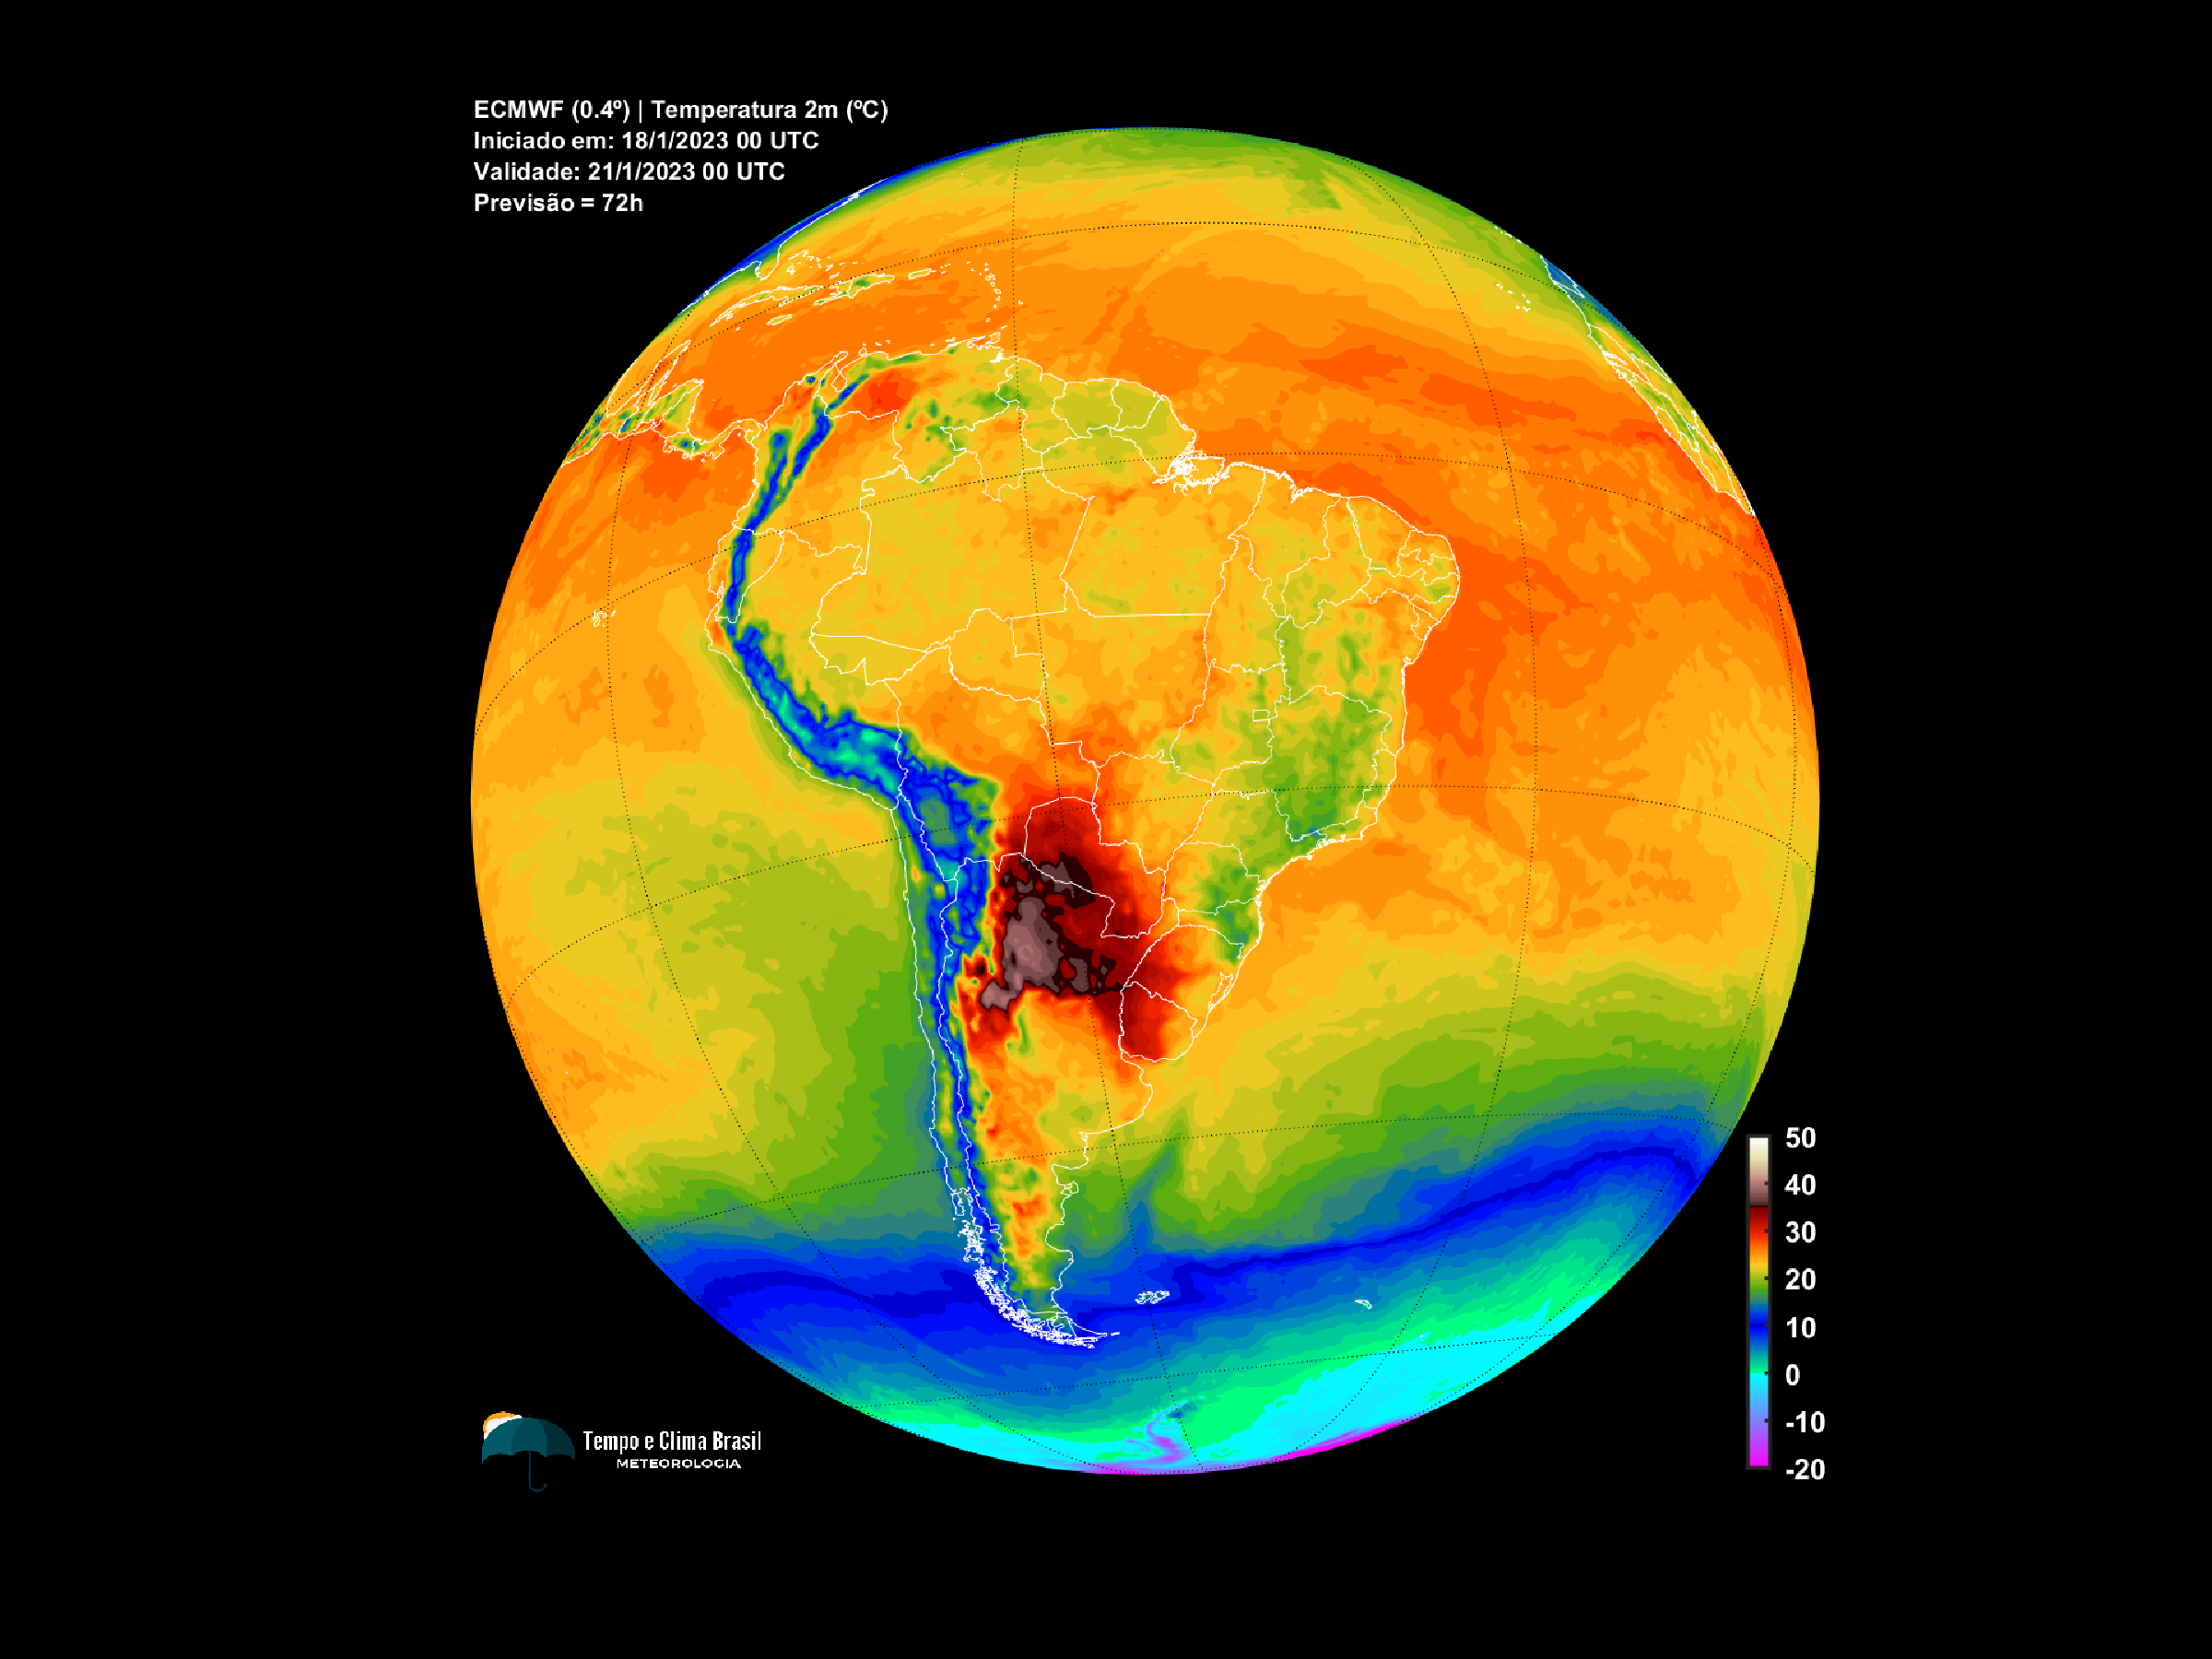 ECMWF (0.4º) | Temperatura 2m (ºC)
Iniciado em: 18/1/2023 00 UTC
Validade: 21/1/2023 00 UTC
Previsão = 72h
50
40
30
20
10
0
-10
-20
Tempo e Clima Brasil
METEOROLOGIA